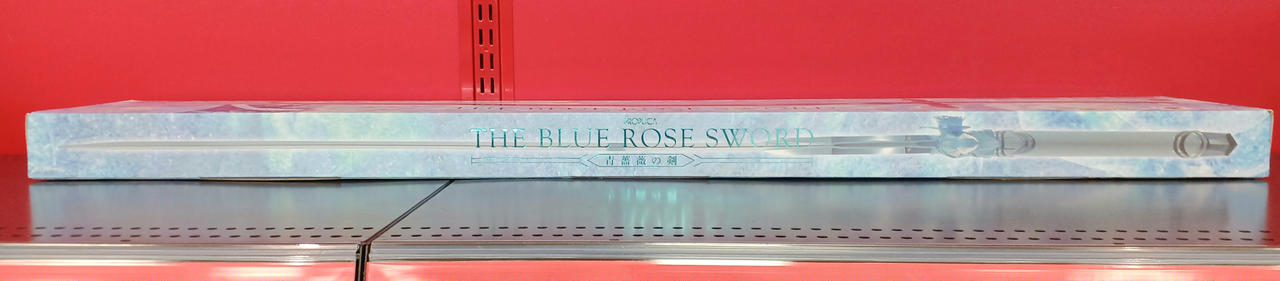 PROPLICA
THE BLUE ROSE SWORD
青薔薇の剣